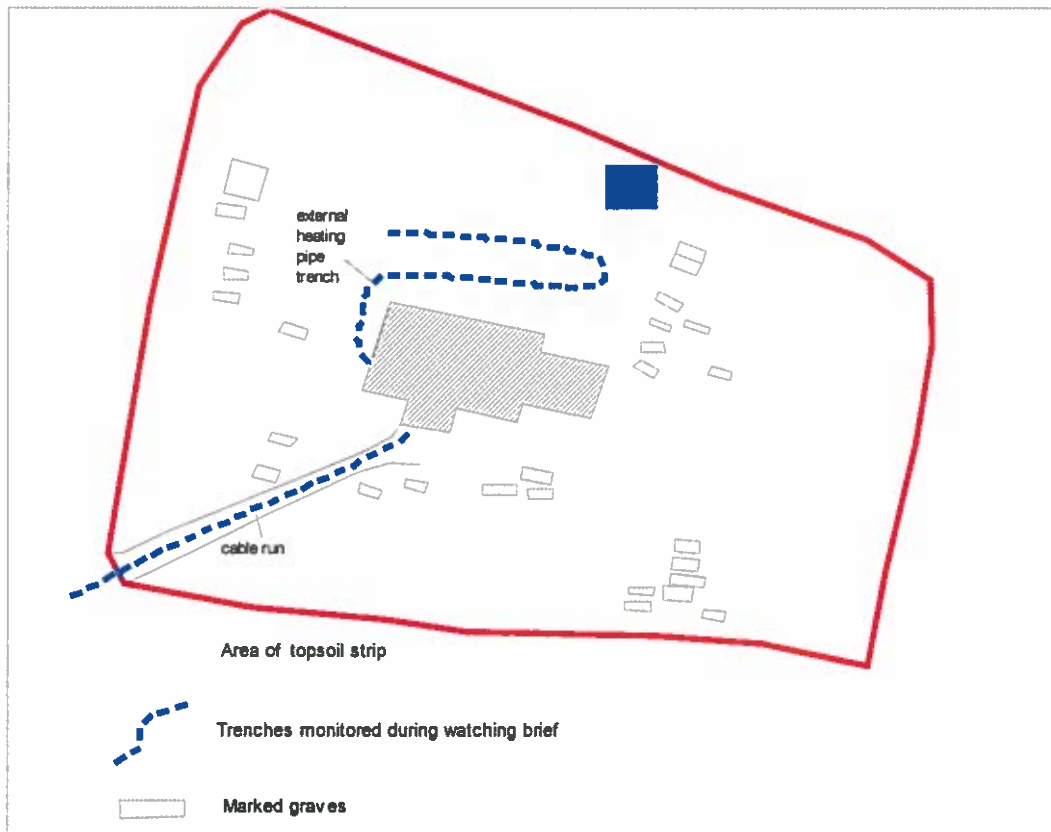 external
heating
pipe
trench
cable run
Area of topsoil strip
Trenches monitored during watching brief
Marked graves